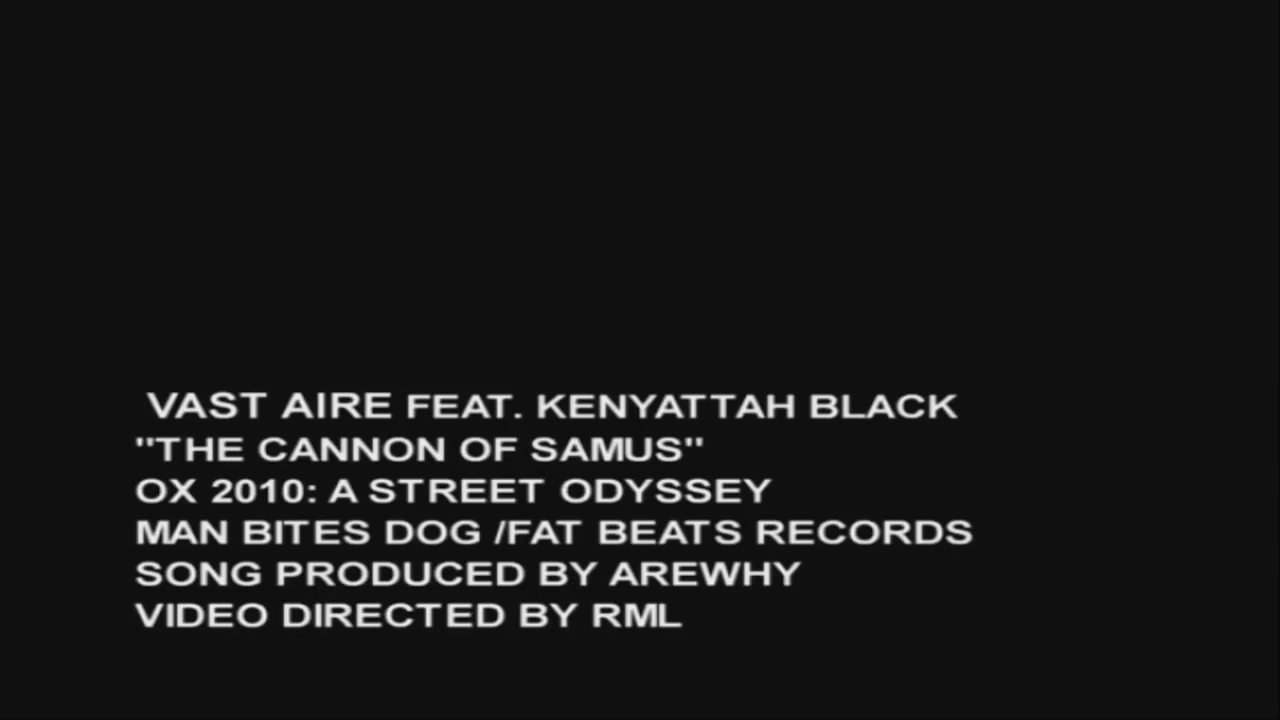 VAST AIRE FEAT. KENYATTAH BLACK
"THE CANNON OF SAMUS"
OX 2010: A STREET ODYSSEY
MAN BITES DOG /FAT BEATS RECORDS
SONG PRODUCED BY AREWHY
VIDEO DIRECTED BY RML